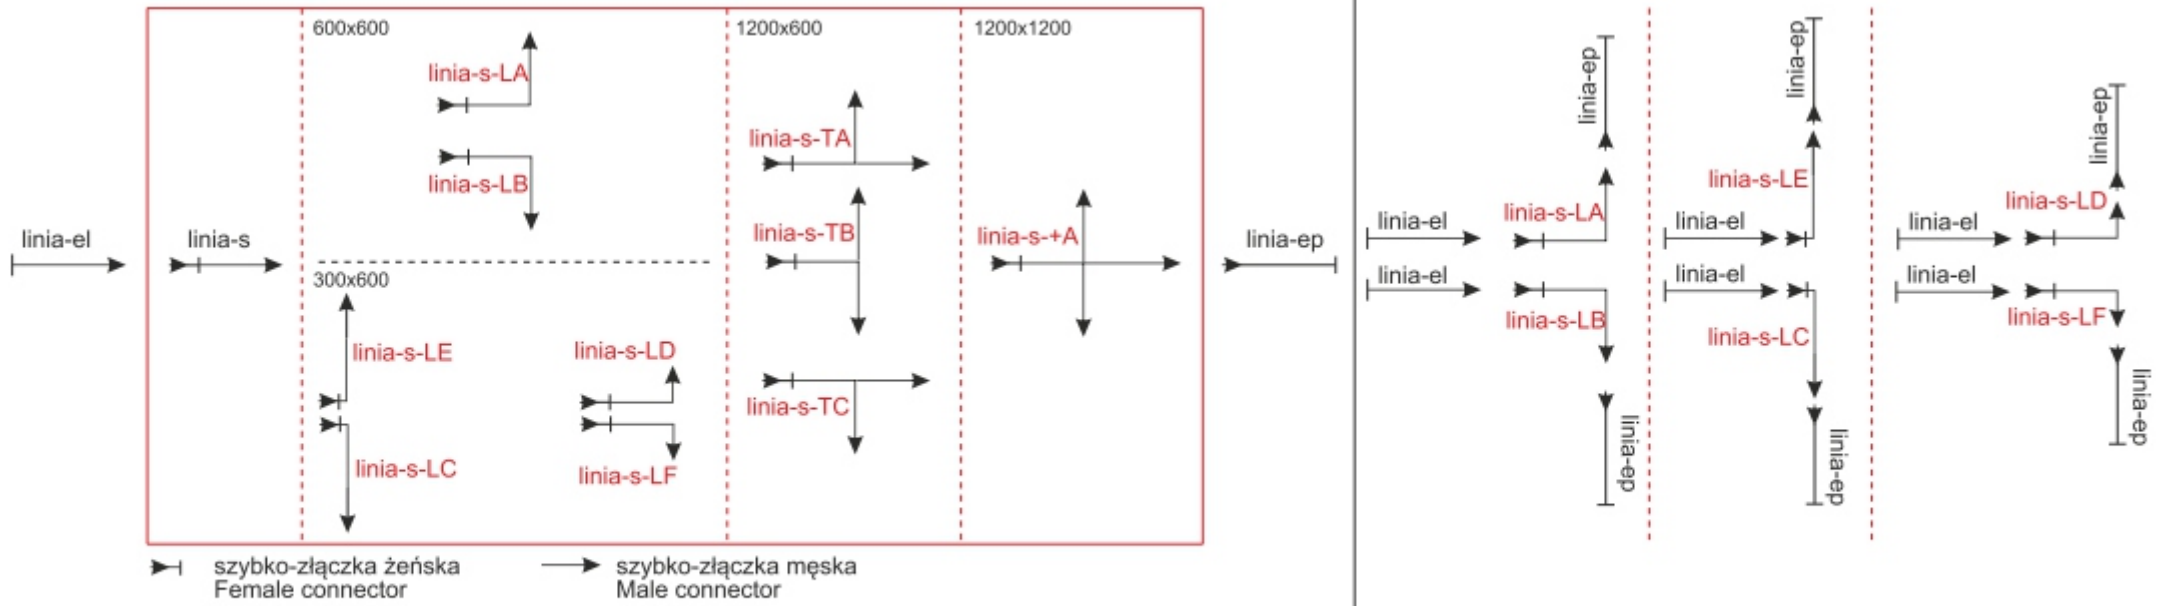 600x600
1200x600
1200x1200
linia-s-LA
linia-s-LB
linia-s-TA
linia-s-TB
linia-s-+A
linia-el
linia-s
linia-ep
300x600
linia-s-LE
linia-s-LD
linia-s-TC
linia-s-LC
linia-s-LF
szybko-złączka żeńska
Female connector
szybko-złączka męska
Male connector
linia-ep
linia-el
linia-s-LA
linia-el
linia-s-LB
linia-ep
linia-ep
linia-s-LE
linia-el
linia-el
linia-s-LC
linia-ep
linia-ep
linia-s-LD
linia-el
linia-el
linia-s-LF
linia-ep